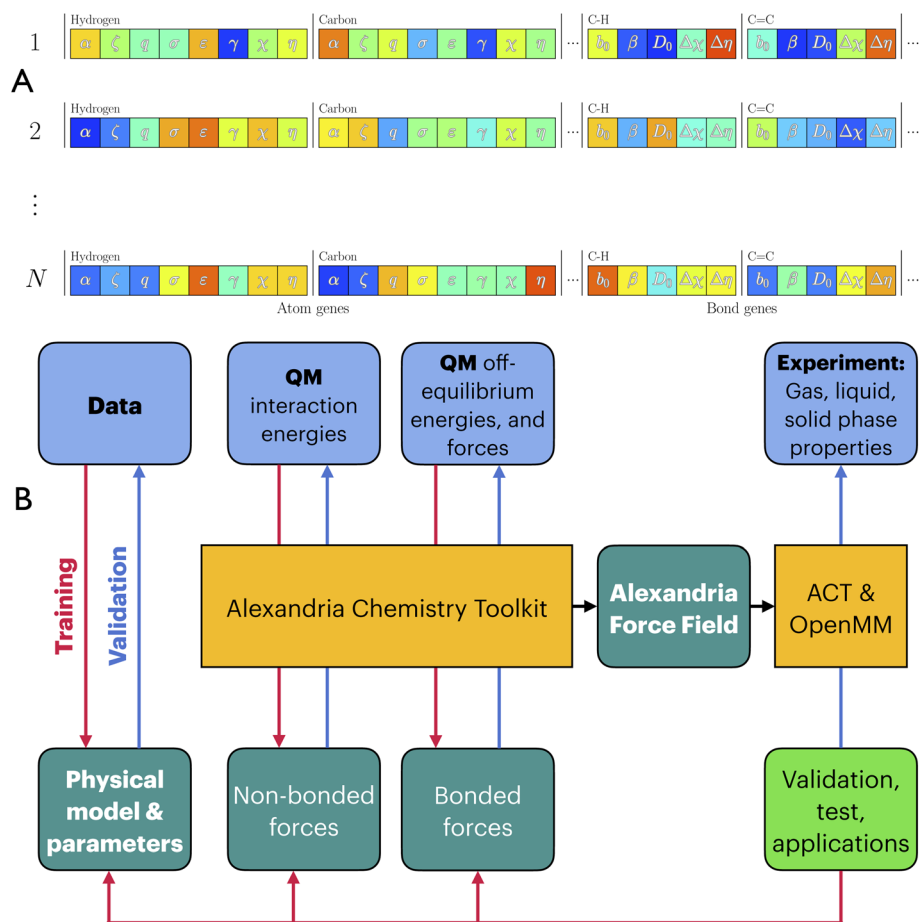 Hydrogen Carbon C-H C=C
1 α ζ q σ ε γ χ η α ζ q σ ε γ χ η ... b₀ β D₀ Δχ Δη b₀ β D₀ Δχ Δη ...
A
Hydrogen Carbon C-H C=C
2 α ζ q σ ε γ χ η α ζ q σ ε γ χ η ... b₀ β D₀ Δχ Δη b₀ β D₀ Δχ Δη ...
⋮
Hydrogen Carbon C-H C=C
N α ζ q σ ε γ χ η α ζ q σ ε γ χ η ... b₀ β D₀ Δχ Δη b₀ β D₀ Δχ Δη ...
Atom genes Bond genes
Data
QM
interaction
energies
QM off-
equilibrium
energies, and
forces
Experiment:
Gas, liquid,
solid phase
properties
B
Training
Validation
Alexandria Chemistry Toolkit
Alexandria
Force Field
ACT &
OpenMM
Physical
model &
parameters
Non-bonded
forces
Bonded
forces
Validation,
test,
applications